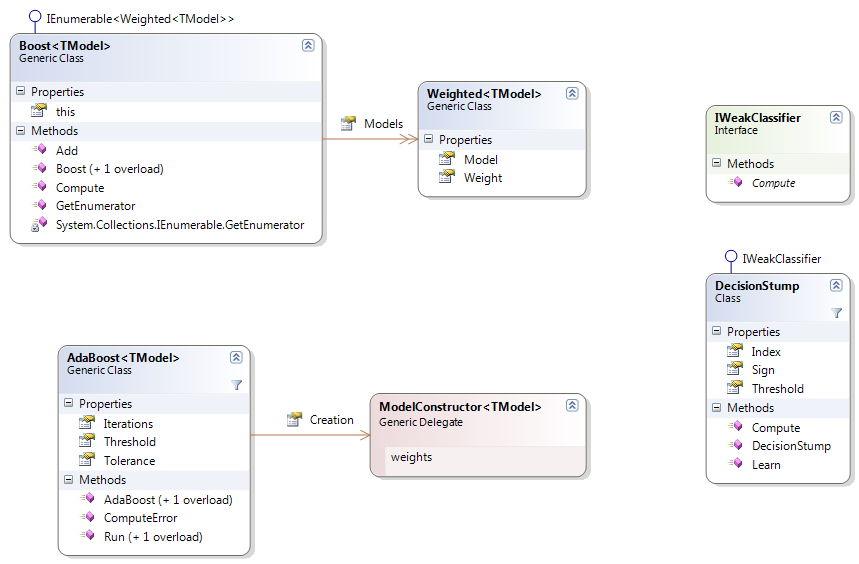 IEnumerable<Weighted<TModel>>
Boost<TModel>
Generic Class
Properties
this
Methods
Add
Boost (+ 1 overload)
Compute
GetEnumerator
System.Collections.IEnumerable.GetEnumerator
Models
Weighted<TModel>
Generic Class
Properties
Model
Weight
IWeakClassifier
Interface
Methods
Compute
IWeakClassifier
DecisionStump
Class
Properties
Index
Sign
Threshold
Methods
Compute
DecisionStump
Learn
AdaBoost<TModel>
Generic Class
Properties
Iterations
Threshold
Tolerance
Methods
AdaBoost (+ 1 overload)
ComputeError
Run (+ 1 overload)
Creation
ModelConstructor<TModel>
Generic Delegate
weights